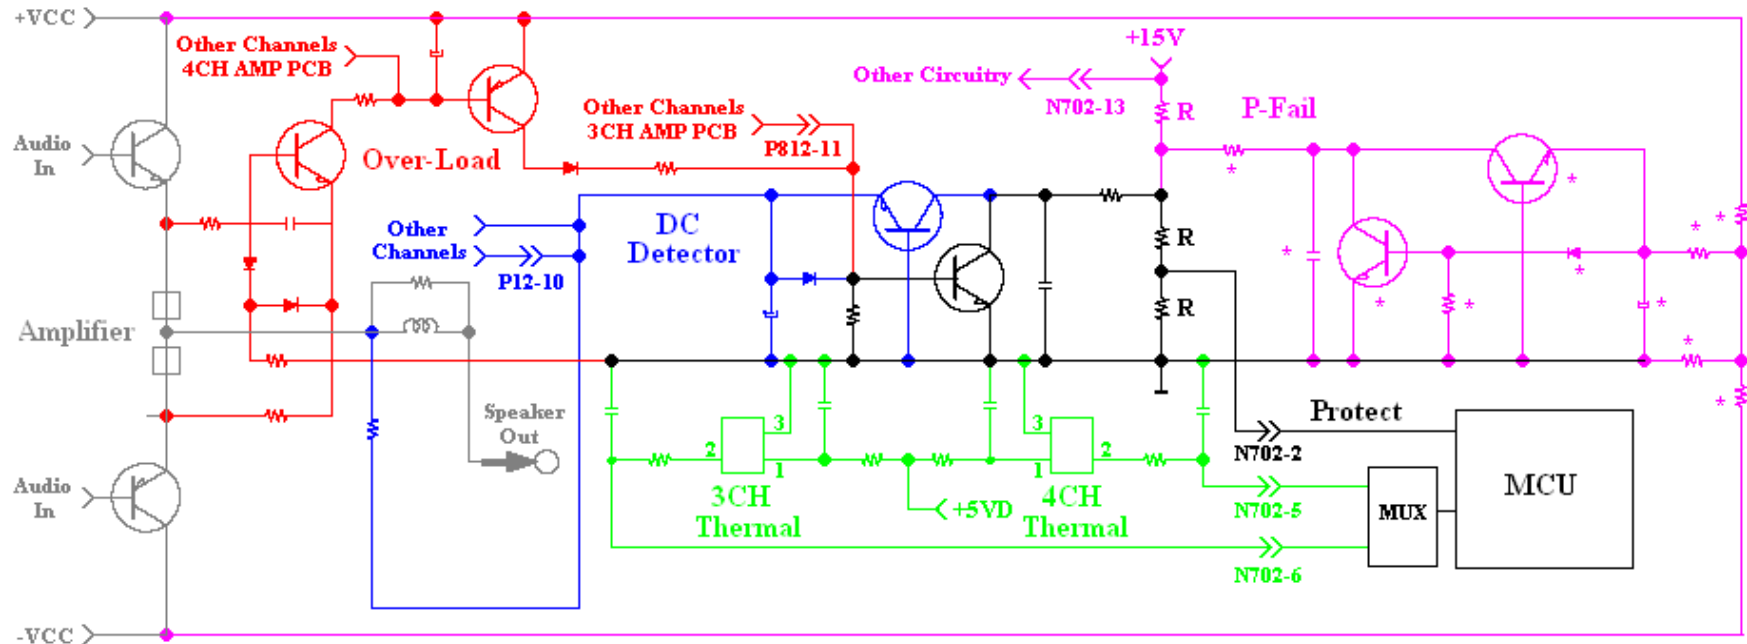 +VCC
Other Channels
4CH AMP PCB
+15V
Other Circuitry
N702-13
R
P-Fail
Other Channels
3CH AMP PCB
P812-11
Audio
In
Over-Load
*
*
*
*
Other
Channels
P12-10
DC
Detector
R
*
*
*
R
*
*
Amplifier
*
*
Speaker
Out
3
2
1
3CH
Thermal
+5VD
3
2
1
4CH
Thermal
Protect
N702-2
N702-5
N702-6
MUX
MCU
Audio
In
-VCC